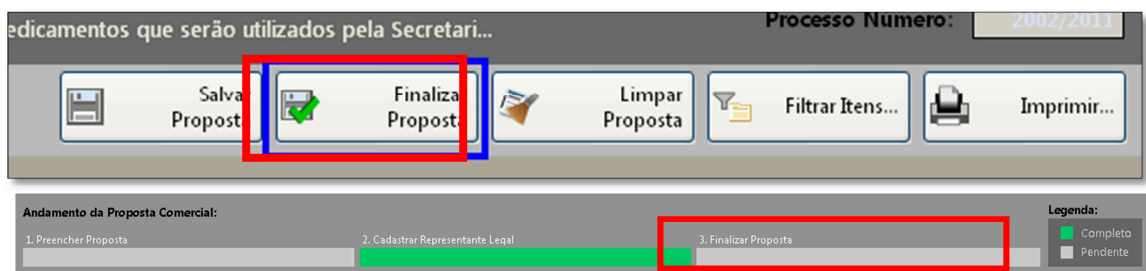 edicamentos que serão utilizados pela Secretari...
Processo Número: 2002/2011
Salva
Propost
Finaliza
Proposta
Limpar
Proposta
Filtrar Itens...
Imprimir...
Andamento da Proposta Comercial:
Legenda:
1. Preencher Proposta
2. Cadastrar Representante Legal
3. Finalizar Proposta
Completo
Pendente